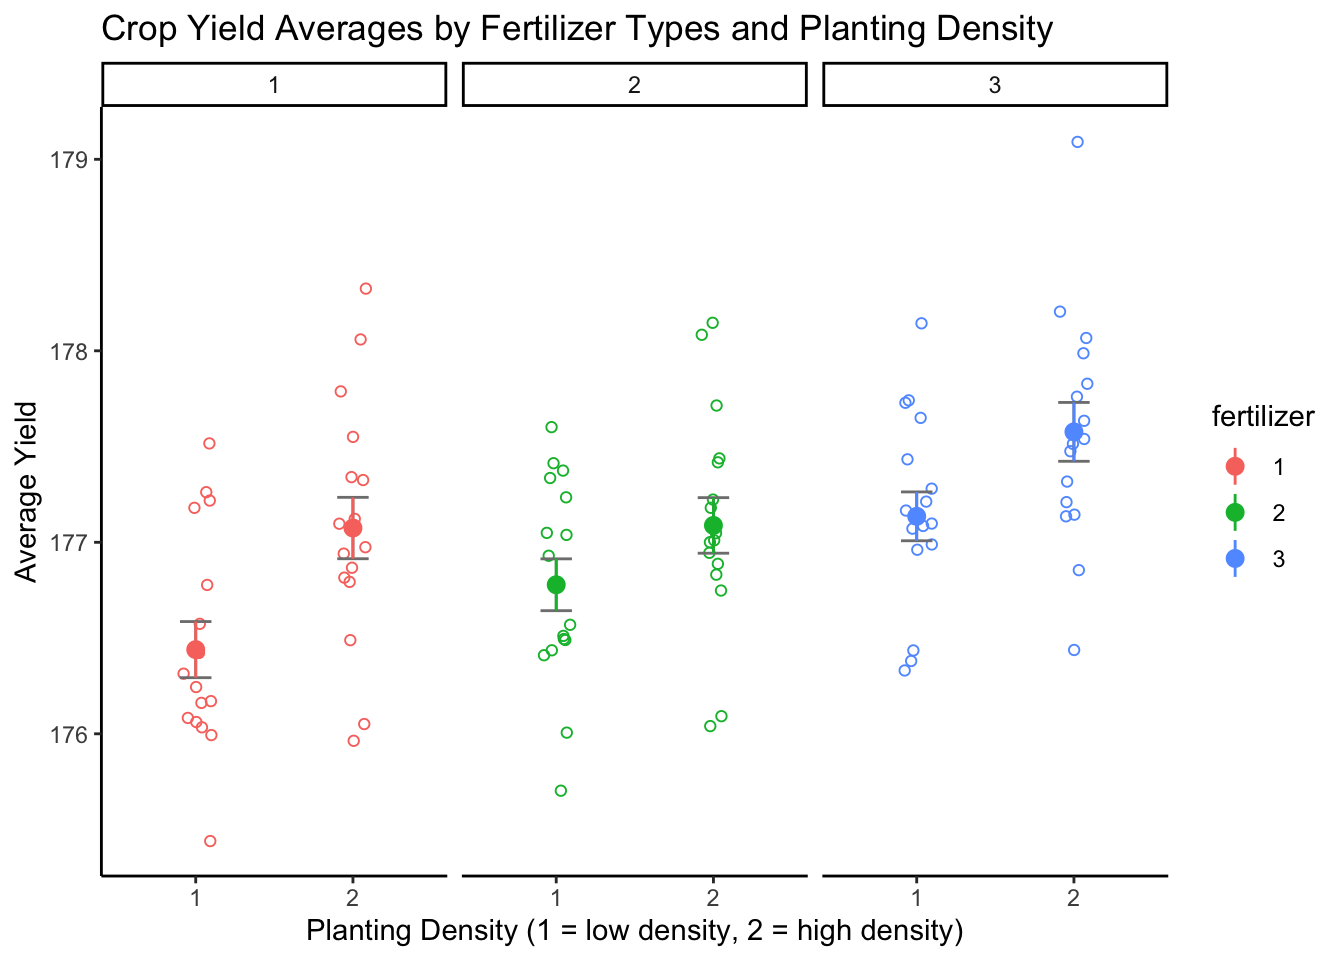 Crop Yield Averages by Fertilizer Types and Planting Density
1 2 3
179
178
177
176
Average Yield
1 2 1 2 1 2
Planting Density (1 = low density, 2 = high density)
fertilizer
1
2
3